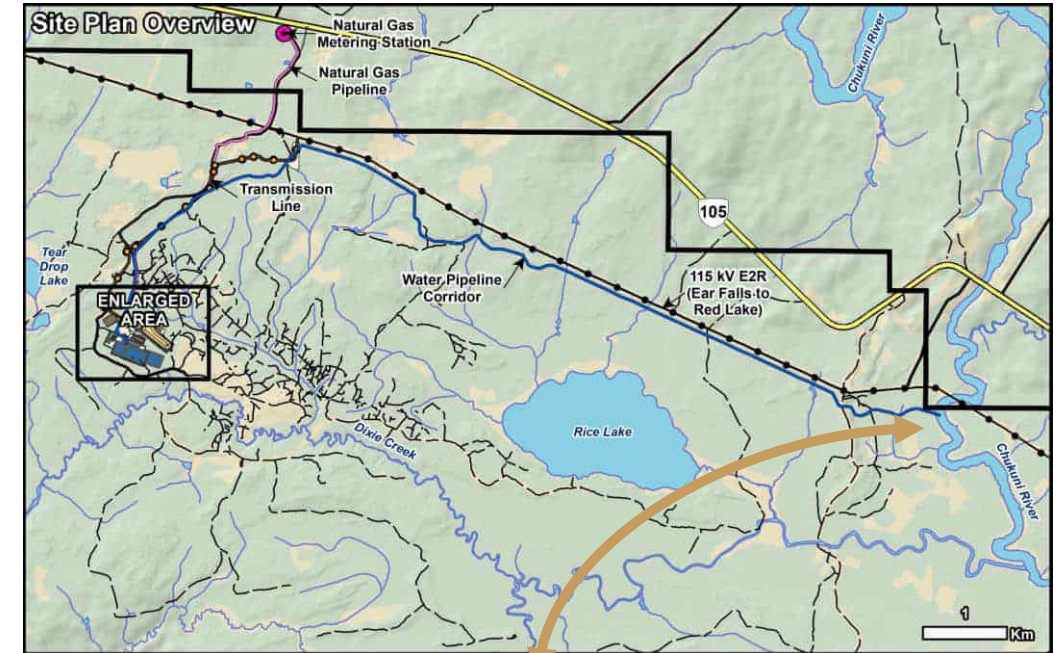 Site Plan Overview
Natural Gas
Metering Station
Natural Gas
Pipeline
Chukuni River
Transmission
Line
105
Tear
Drop
Lake
Water Pipeline
Corridor
115 kV E2R
(Ear Falls to
Red Lake)
ENLARGED
AREA
Rice Lake
Dixie Creek
Chukuni River
1
Km